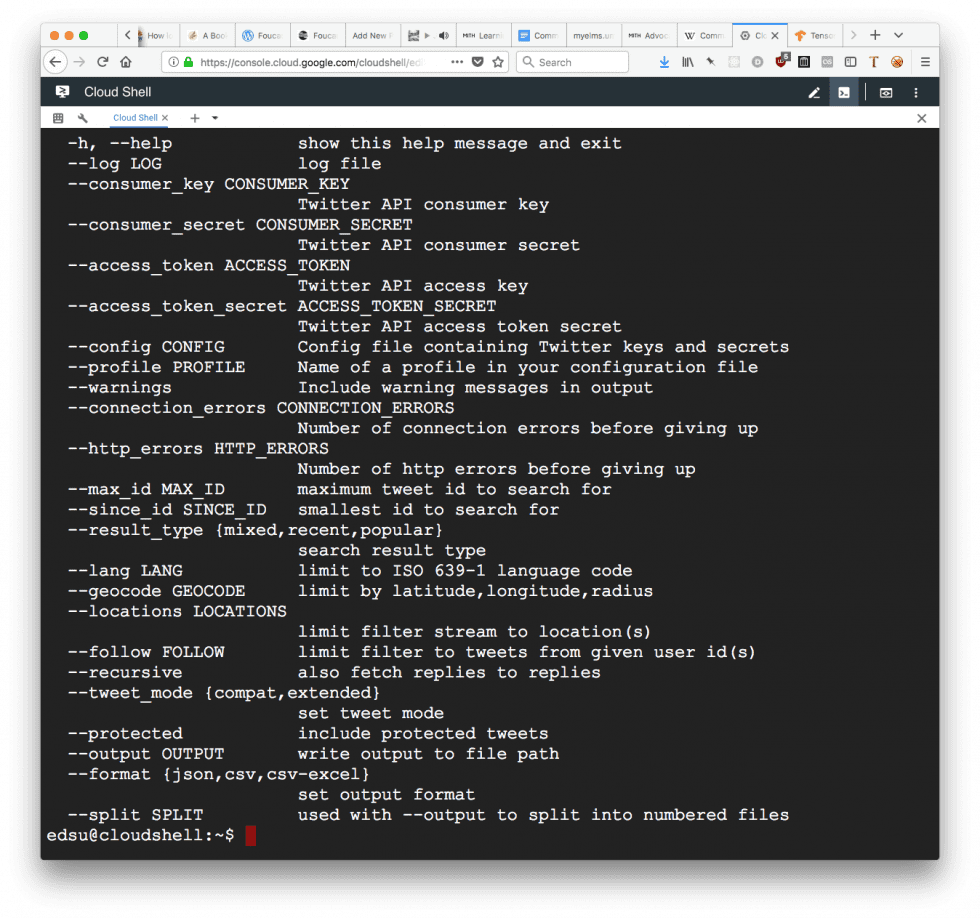 How is
A Boo
Fouca
Fouca
Add New P
MITH Learni
Comm
myelms.un
MITH Advoc
W Comm
Clo
Tenso
https://console.cloud.google.com/cloudshell/ed
Search
Cloud Shell
Cloud Shell
-h, --help show this help message and exit
--log LOG log file
--consumer_key CONSUMER_KEY
Twitter API consumer key
--consumer_secret CONSUMER_SECRET
Twitter API consumer secret
--access_token ACCESS_TOKEN
Twitter API access key
--access_token_secret ACCESS_TOKEN_SECRET
Twitter API access token secret
--config CONFIG Config file containing Twitter keys and secrets
--profile PROFILE Name of a profile in your configuration file
--warnings Include warning messages in output
--connection_errors CONNECTION_ERRORS
Number of connection errors before giving up
--http_errors HTTP_ERRORS
Number of http errors before giving up
--max_id MAX_ID maximum tweet id to search for
--since_id SINCE_ID smallest id to search for
--result_type {mixed,recent,popular}
search result type
--lang LANG limit to ISO 639-1 language code
--geocode GEOCODE limit by latitude,longitude,radius
--locations LOCATIONS
limit filter stream to location(s)
--follow FOLLOW limit filter to tweets from given user id(s)
--recursive also fetch replies to replies
--tweet_mode {compat,extended}
set tweet mode
--protected include protected tweets
--output OUTPUT write output to file path
--format {json,csv,csv-excel}
set output format
--split SPLIT used with --output to split into numbered files
edsu@cloudshell:~$